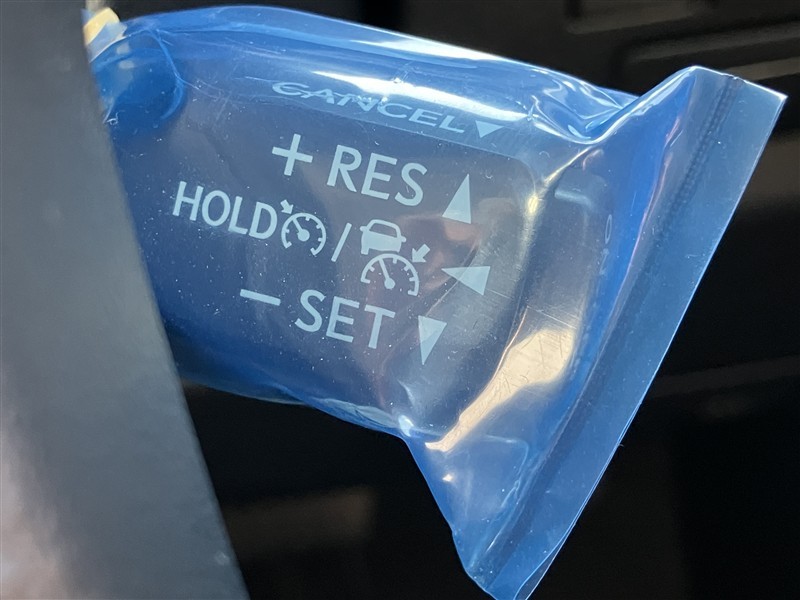 CANCEL
+ RES
HOLD /
− SET